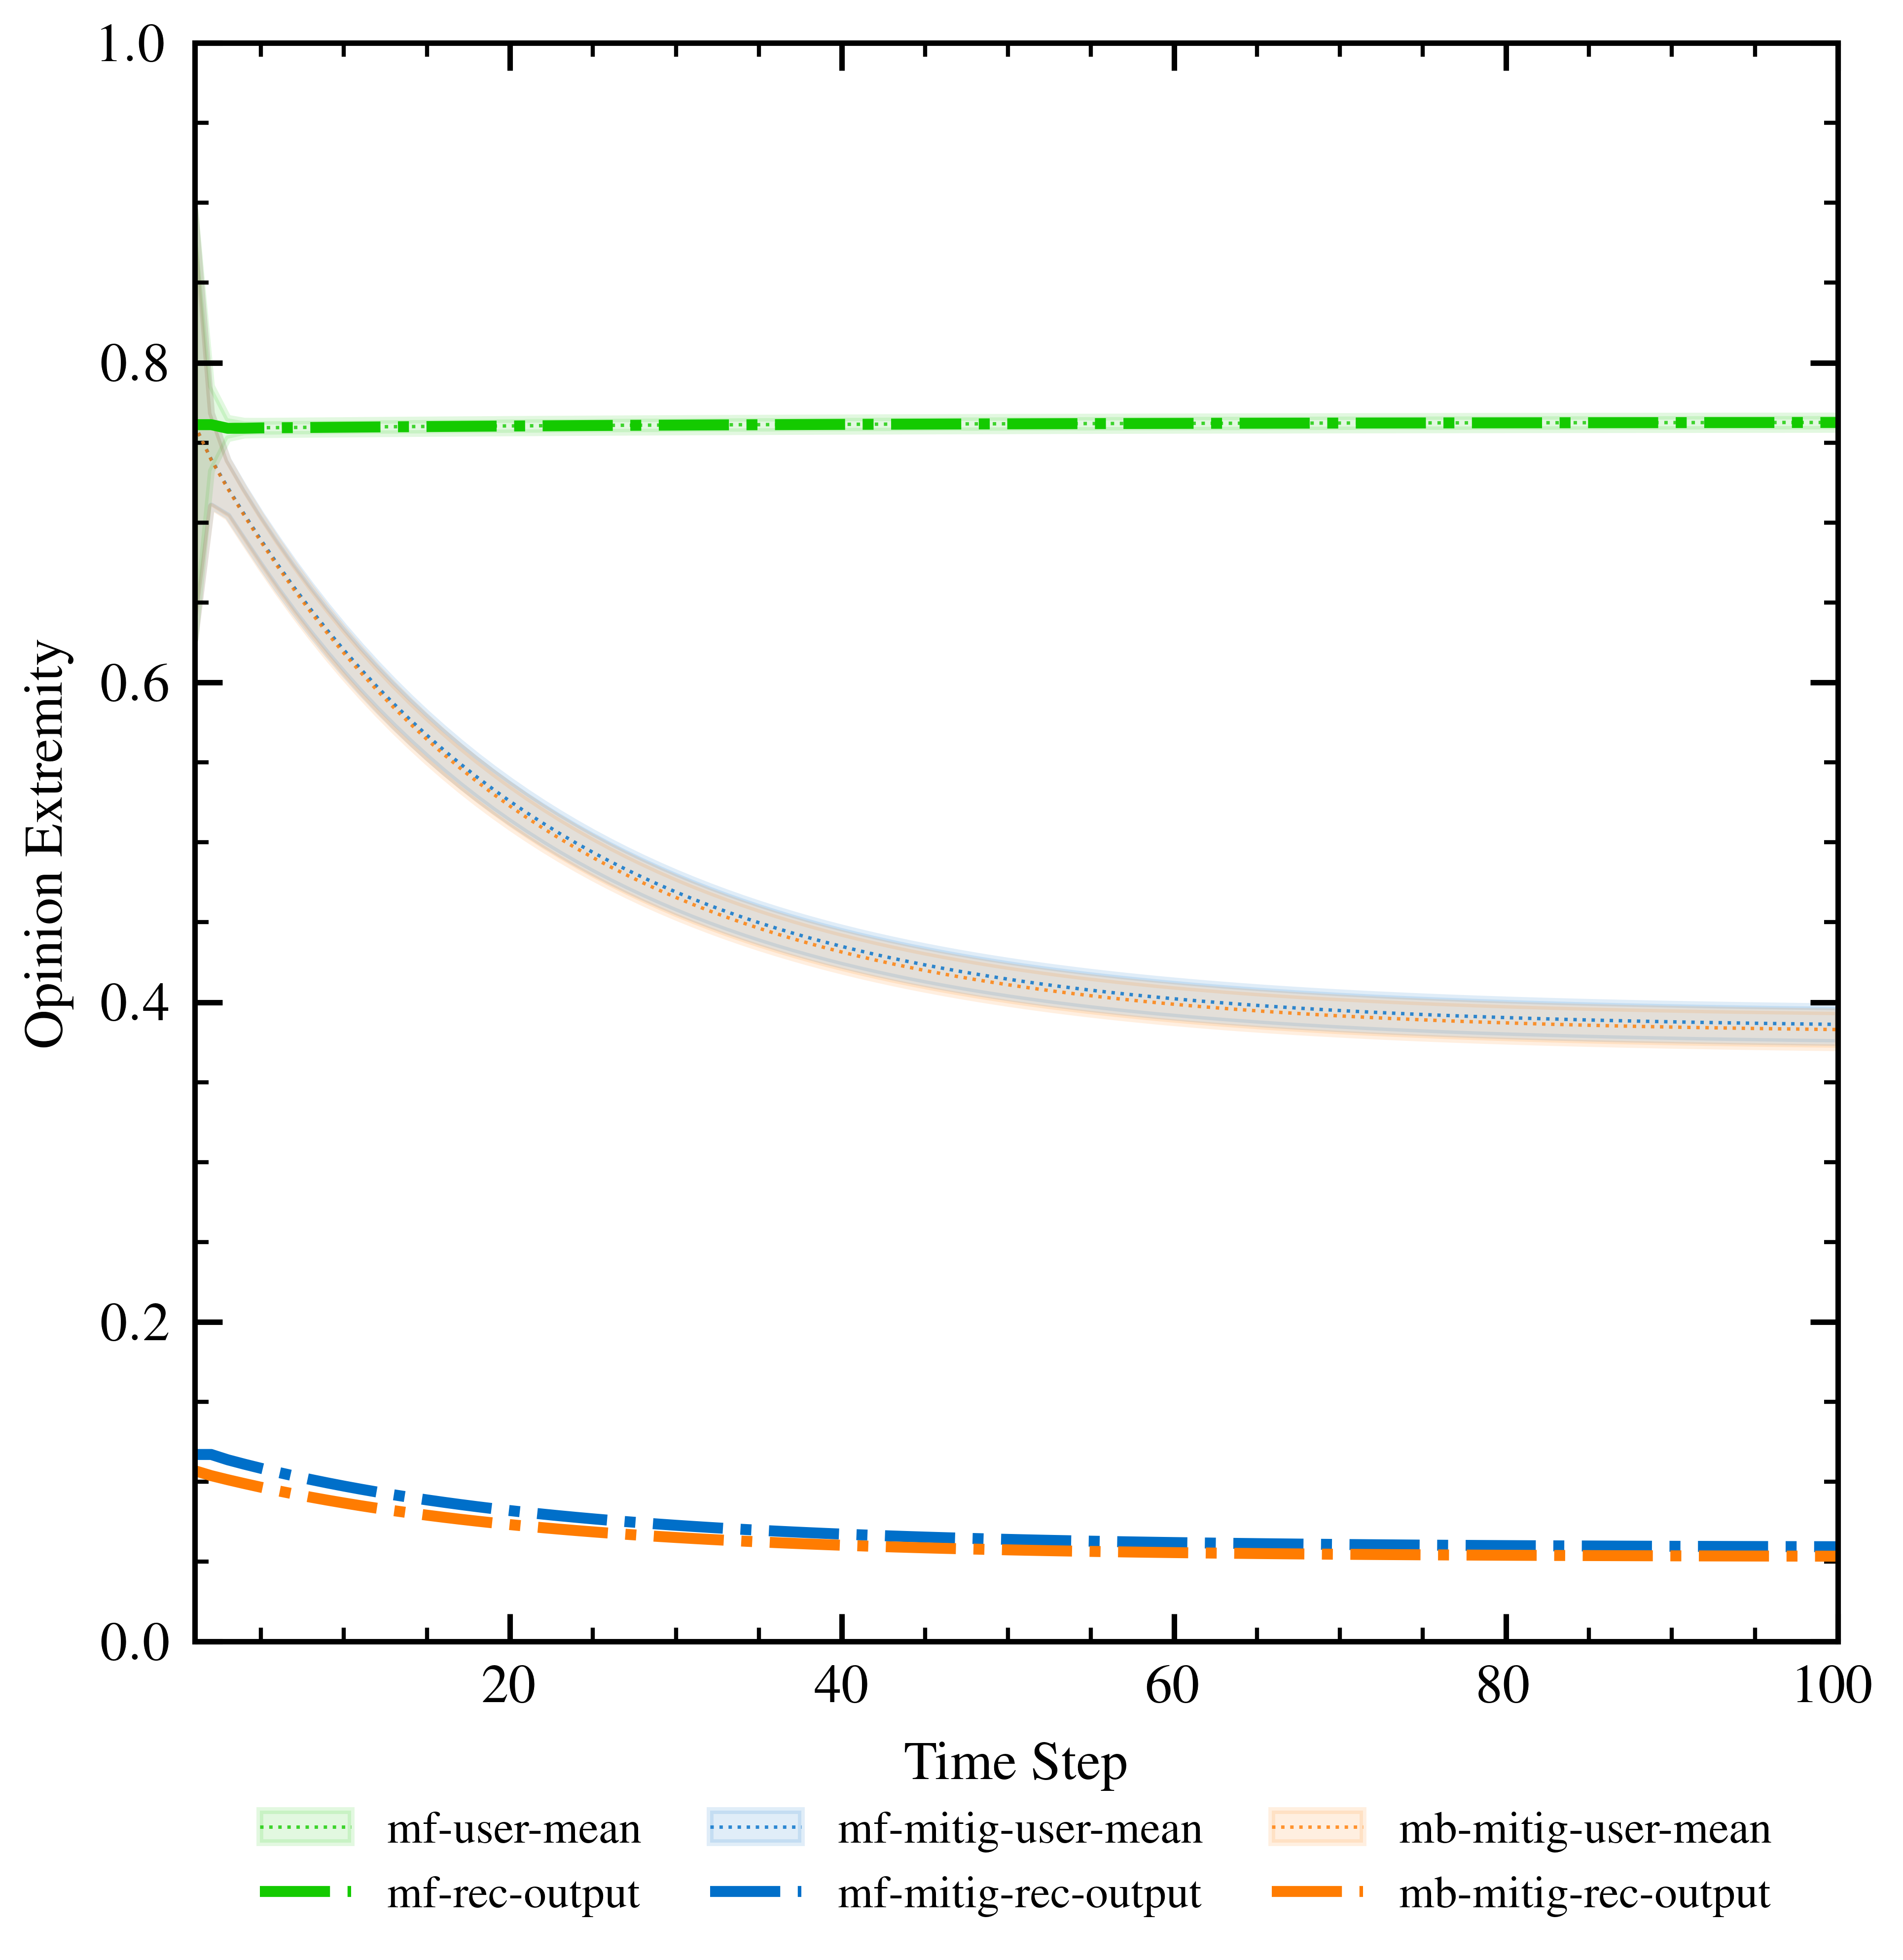 1.0
0.8
0.6
0.4
0.2
0.0
Opinion Extremity
20 40 60 80 100
Time Step
mf-user-mean mf-mitig-user-mean mb-mitig-user-mean
mf-rec-output mf-mitig-rec-output mb-mitig-rec-output